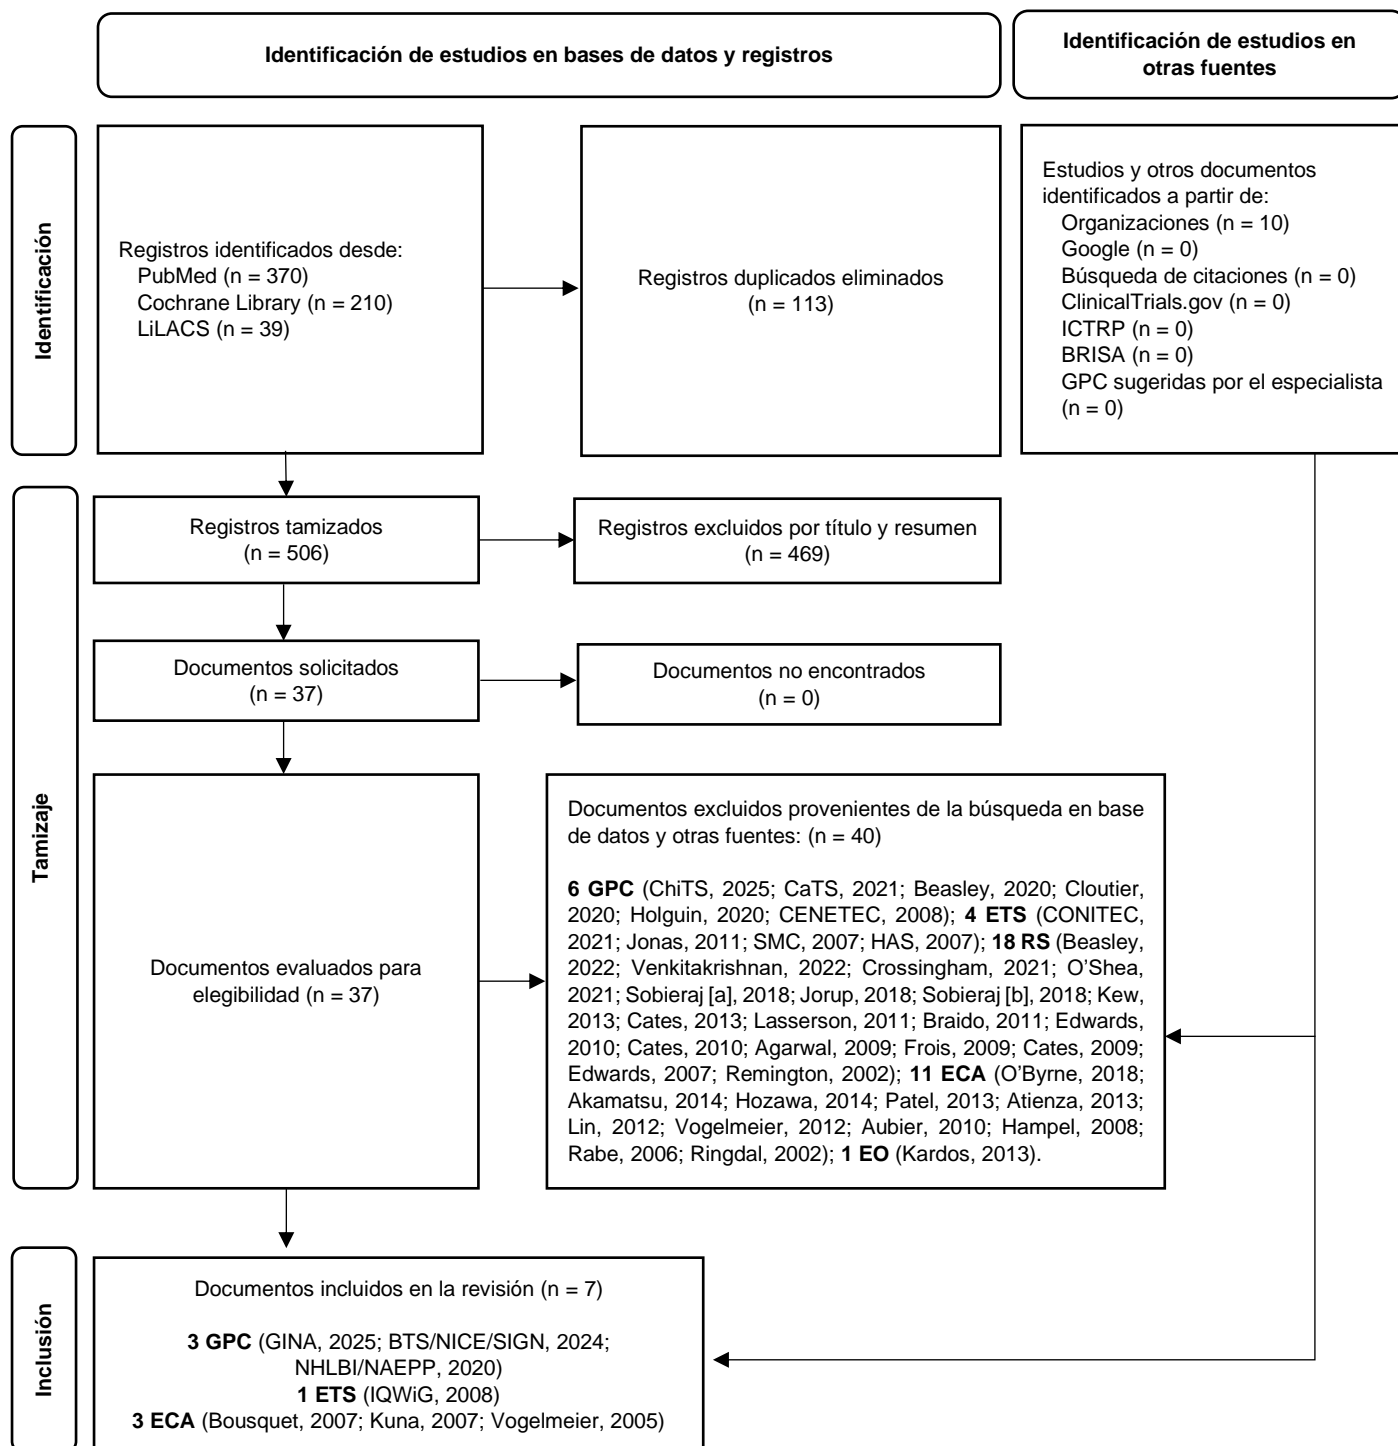 Identificación de estudios en bases de datos y registros
Identificación de estudios en
otras fuentes
Identificación
Registros identificados desde:
PubMed (n = 370)
Cochrane Library (n = 210)
LiLACS (n = 39)
Registros duplicados eliminados
(n = 113)
Estudios y otros documentos
identificados a partir de:
Organizaciones (n = 10)
Google (n = 0)
Búsqueda de citaciones (n = 0)
ClinicalTrials.gov (n = 0)
ICTRP (n = 0)
BRISA (n = 0)
GPC sugeridas por el especialista
(n = 0)
Tamizaje
Registros tamizados
(n = 506)
Registros excluidos por título y resumen
(n = 469)
Documentos solicitados
(n = 37)
Documentos no encontrados
(n = 0)
Documentos evaluados para
elegibilidad (n = 37)
Documentos excluidos provenientes de la búsqueda en base
de datos y otras fuentes: (n = 40)
6 GPC (ChiTS, 2025; CaTS, 2021; Beasley, 2020; Cloutier,
2020; Holguin, 2020; CENETEC, 2008); 4 ETS (CONITEC,
2021; Jonas, 2011; SMC, 2007; HAS, 2007); 18 RS (Beasley,
2022; Venkitakrishnan, 2022; Crossingham, 2021; O’Shea,
2021; Sobieraj [a], 2018; Jorup, 2018; Sobieraj [b], 2018; Kew,
2013; Cates, 2013; Lasserson, 2011; Braido, 2011; Edwards,
2010; Cates, 2010; Agarwal, 2009; Frois, 2009; Cates, 2009;
Edwards, 2007; Remington, 2002); 11 ECA (O’Byrne, 2018;
Akamatsu, 2014; Hozawa, 2014; Patel, 2013; Atienza, 2013;
Lin, 2012; Vogelmeier, 2012; Aubier, 2010; Hampel, 2008;
Rabe, 2006; Ringdal, 2002); 1 EO (Kardos, 2013).
Inclusión
Documentos incluidos en la revisión (n = 7)
3 GPC (GINA, 2025; BTS/NICE/SIGN, 2024;
NHLBI/NAEPP, 2020)
1 ETS (IQWiG, 2008)
3 ECA (Bousquet, 2007; Kuna, 2007; Vogelmeier, 2005)